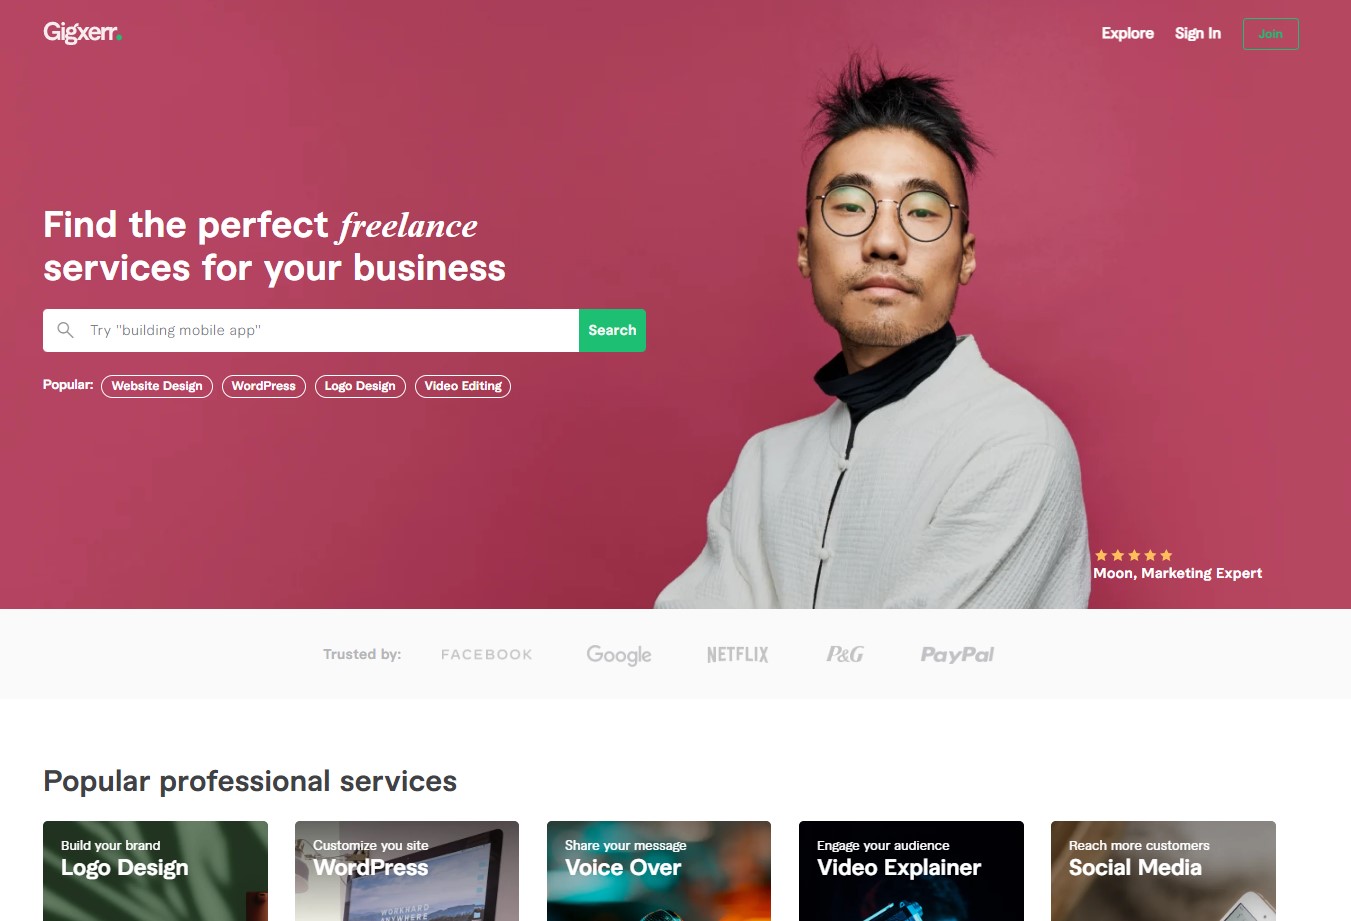 Gigxerr.
Explore
Sign In
Join
Find the perfect freelance
services for your business
Try "building mobile app"
Search
Popular:
Website Design
WordPress
Logo Design
Video Editing
Moon, Marketing Expert
Trusted by:
FACEBOOK
Google
NETFLIX
P&G
PayPal
Popular professional services
Build your brand
Logo Design
Customize you site
WordPress
Share your message
Voice Over
Engage your audience
Video Explainer
Reach more customers
Social Media
WORKHARD
ANYWHERE